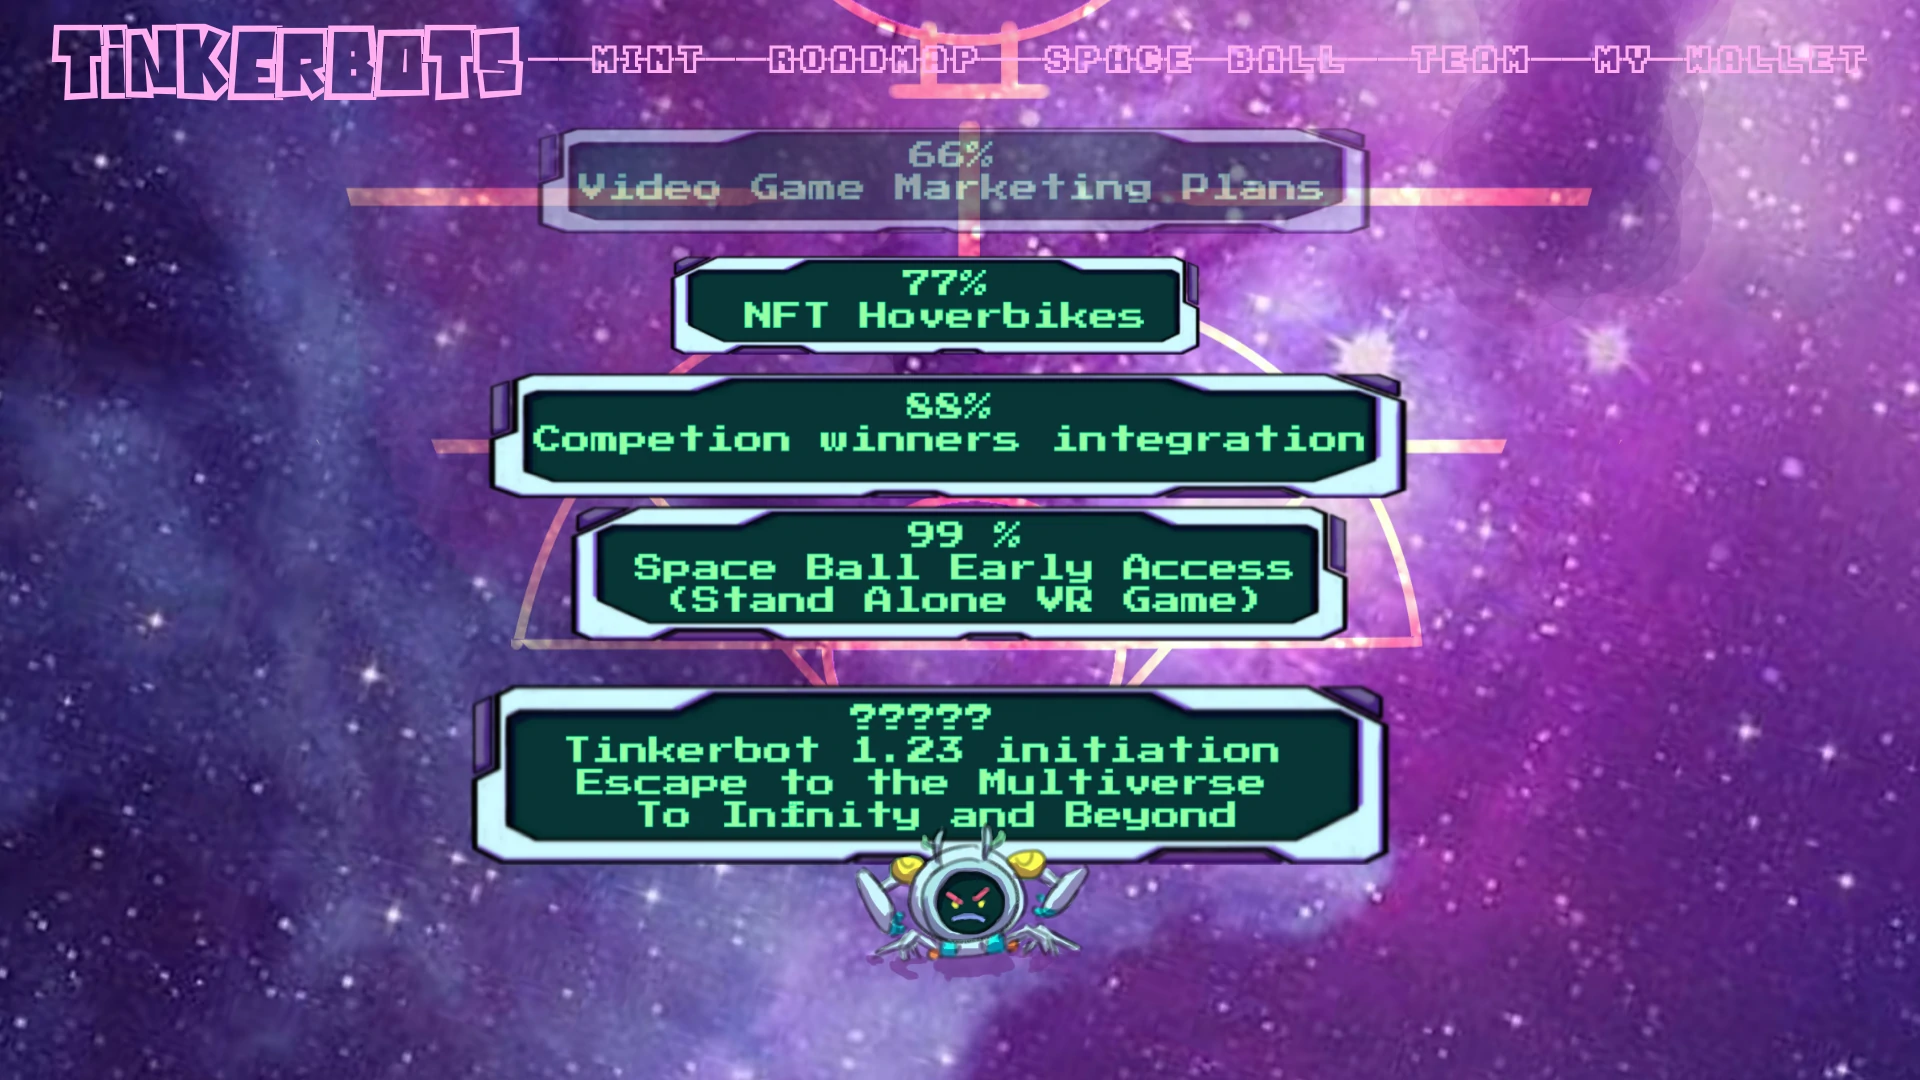 TINKERBOTS
MINT ROADMAP SPACE BALL TEAM MY WALLET
66%
Video Game Marketing Plans
77%
NFT Hoverbikes
88%
Competion winners integration
99 %
Space Ball Early Access
(Stand Alone VR Game)
?????
Tinkerbot 1.23 initiation
Escape to the Multiverse
To Infnity and Beyond